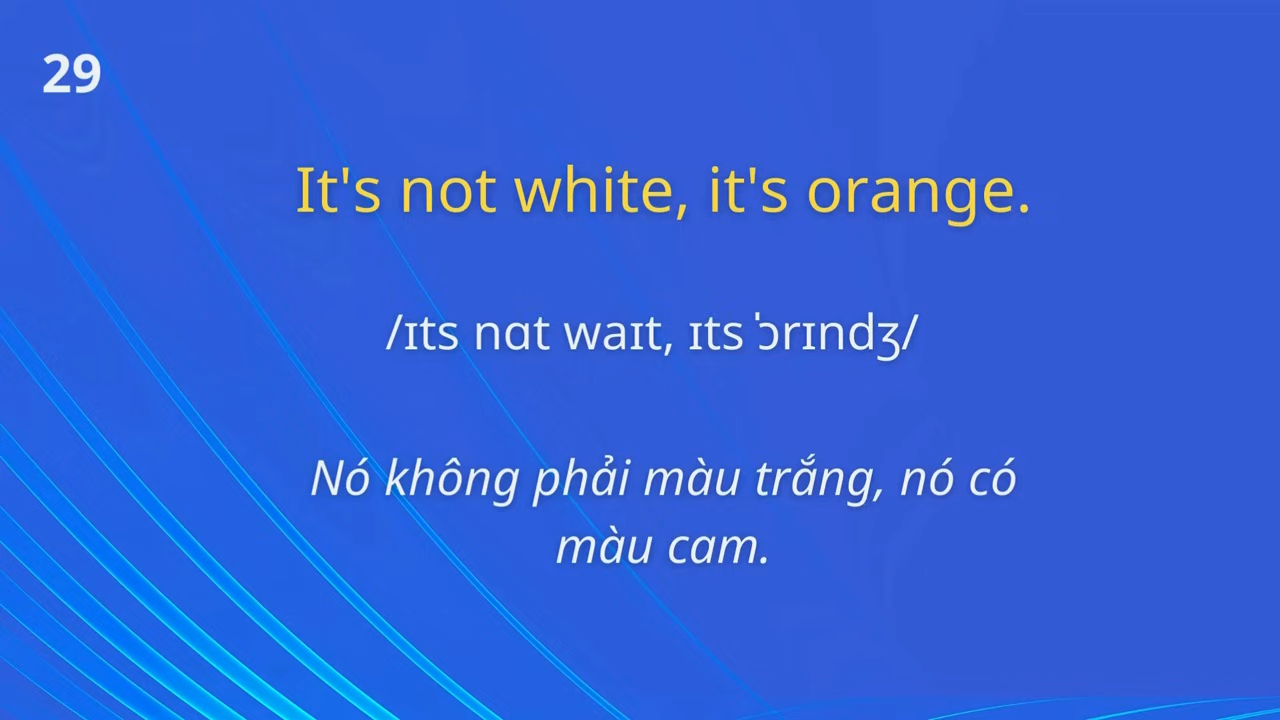 29
It's not white, it's orange.
/ɪts nɑt waɪt, ɪts ˈɔrɪndʒ/
Nó không phải màu trắng, nó có
màu cam.